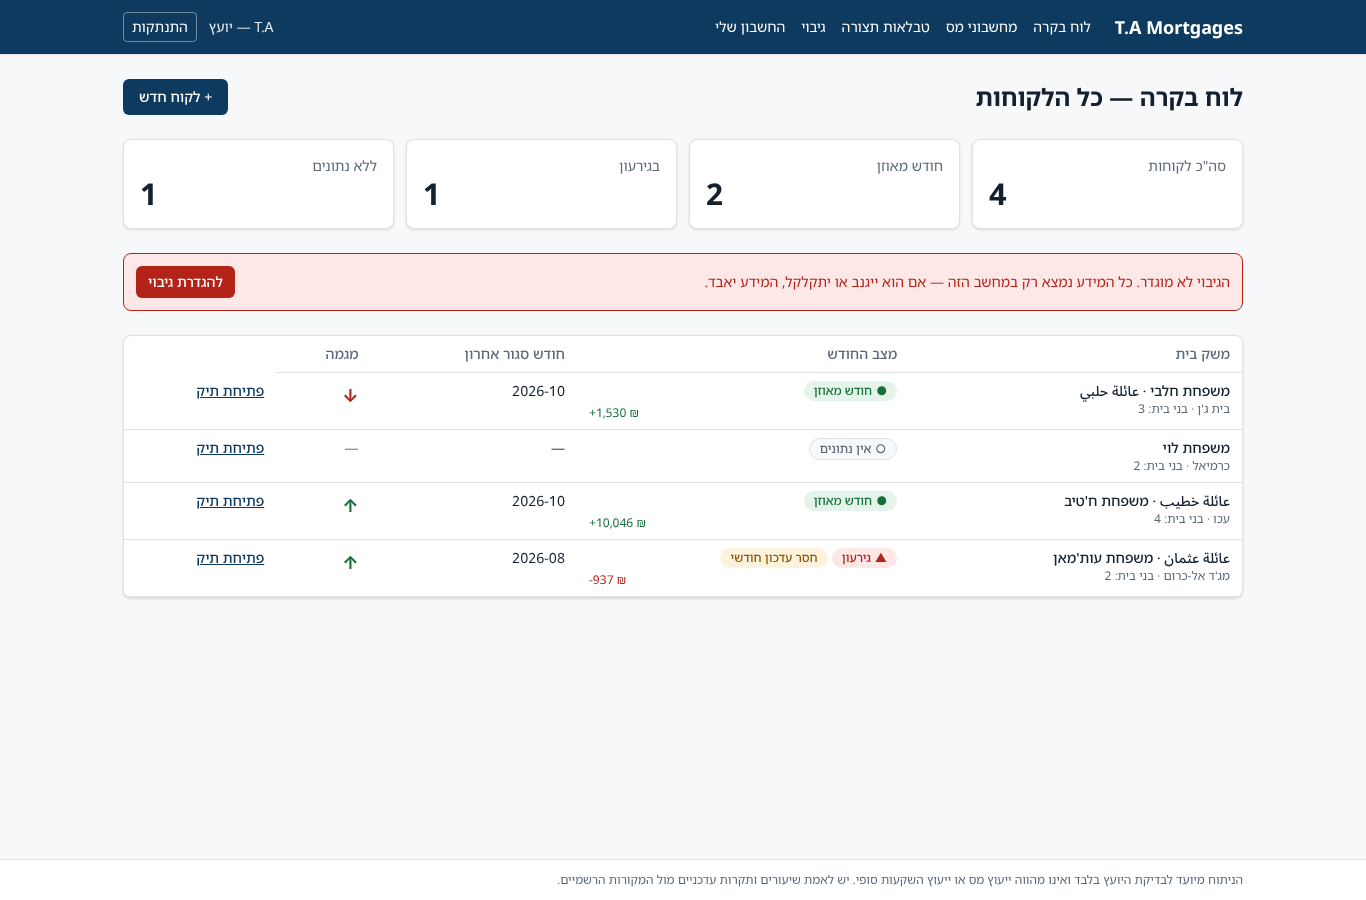 T.A Mortgages לוח בקרה מחשבוני מס טבלאות תצורה גיבוי החשבון שלי T.A — יועץ התנתקות
לוח בקרה — כל הלקוחות + לקוח חדש
סה"כ לקוחות חודש מאוזן בגירעון ללא נתונים
4 2 1 1
הגיבוי לא מוגדר. כל המידע נמצא רק במחשב הזה — אם הוא ייגנב או יתקלקל, המידע יאבד. להגדרת גיבוי
משק בית מצב החודש חודש סגור אחרון מגמה
משפחת חלבי · عائلة حلبي ● חודש מאוזן 2026-10 ↓ פתיחת תיק
בית ג'ן · בני בית: 3 +1,530 ₪
משפחת לוי ○ אין נתונים — — פתיחת תיק
כרמיאל · בני בית: 2
عائلة خطيب · משפחת ח'טיב ● חודש מאוזן 2026-10 ↑ פתיחת תיק
עכו · בני בית: 4 +10,046 ₪
عائلة عثمان · משפחת עות'מאן ▲ גירעון חסר עדכון חודשי 2026-08 ↑ פתיחת תיק
מג'ד אל-כרום · בני בית: 2 -937 ₪
הניתוח מיועד לבדיקת היועץ בלבד ואינו מהווה ייעוץ מס או ייעוץ השקעות סופי. יש לאמת שיעורים ותקרות עדכניים מול המקורות הרשמיים.